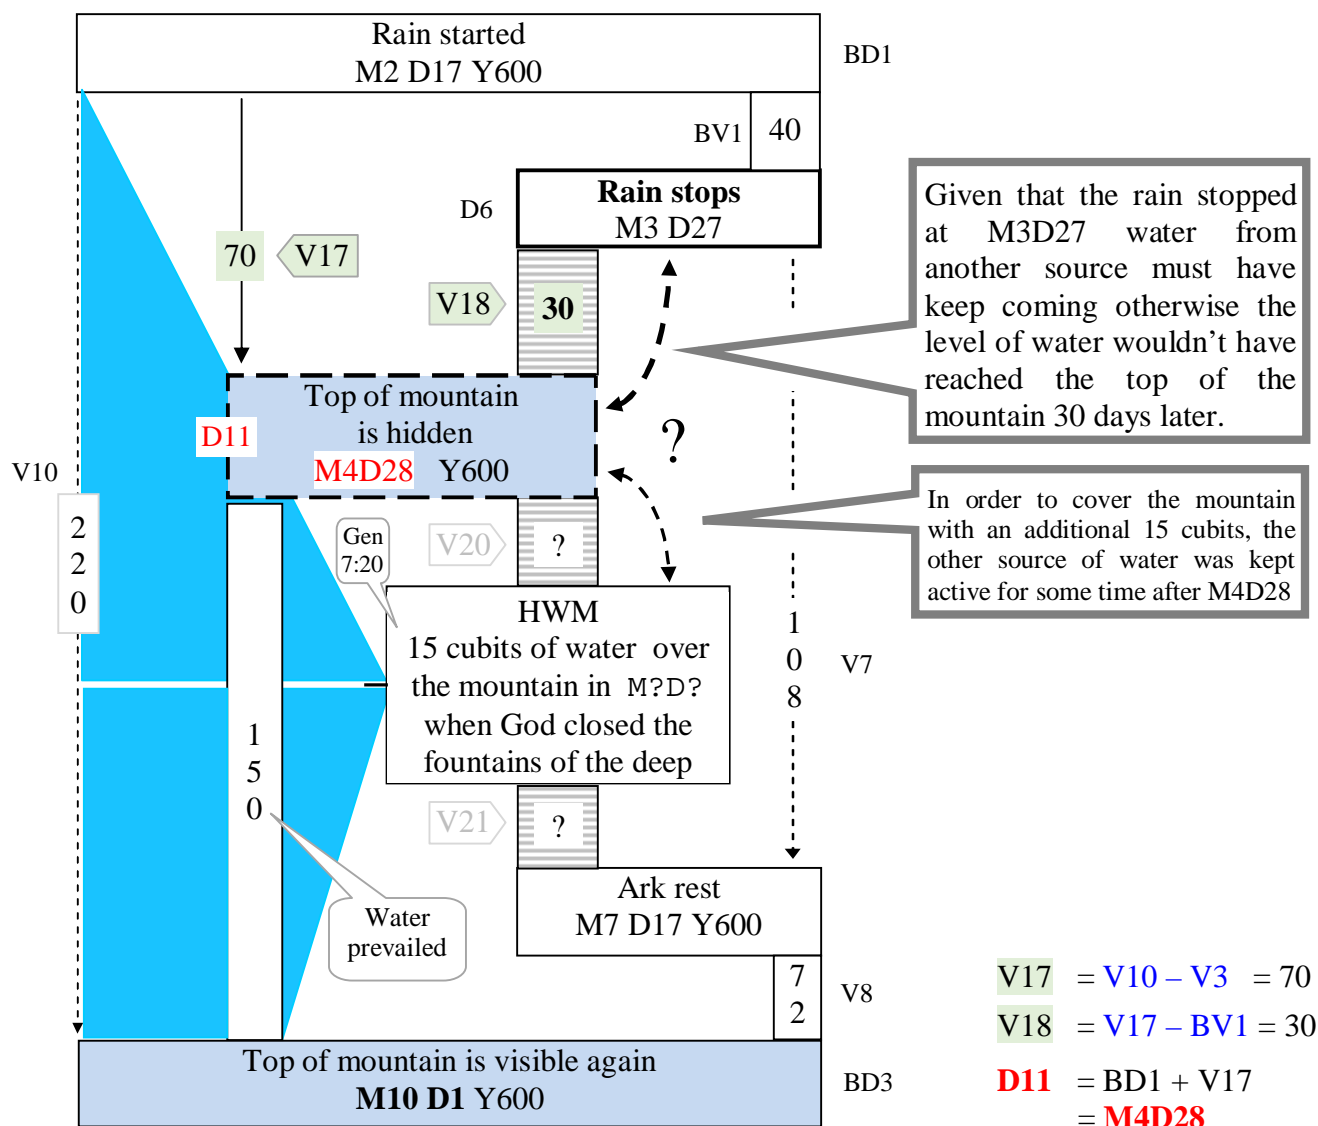 Rain started
M2 D17 Y600
BD1
BV1
40
Rain stops
M3 D27
D6
70
V17
V18
30
Given that the rain stopped
at M3D27 water from
another source must have
keep coming otherwise the
level of water wouldn’t have
reached the top of the
mountain 30 days later.
Top of mountain
is hidden
M4D28 Y600
D11
?
V10
2
2
0
In order to cover the mountain
with an additional 15 cubits, the
other source of water was kept
active for some time after M4D28
Gen
7:20
V20
?
HWM
15 cubits of water over
the mountain in M?D?
when God closed the
fountains of the deep
1
0
8
V7
1
5
0
V21
?
Ark rest
M7 D17 Y600
Water
prevailed
7
2
V8
V17 = V10 – V3 = 70
V18 = V17 – BV1 = 30
D11 = BD1 + V17
= M4D28
Top of mountain is visible again
M10 D1 Y600
BD3